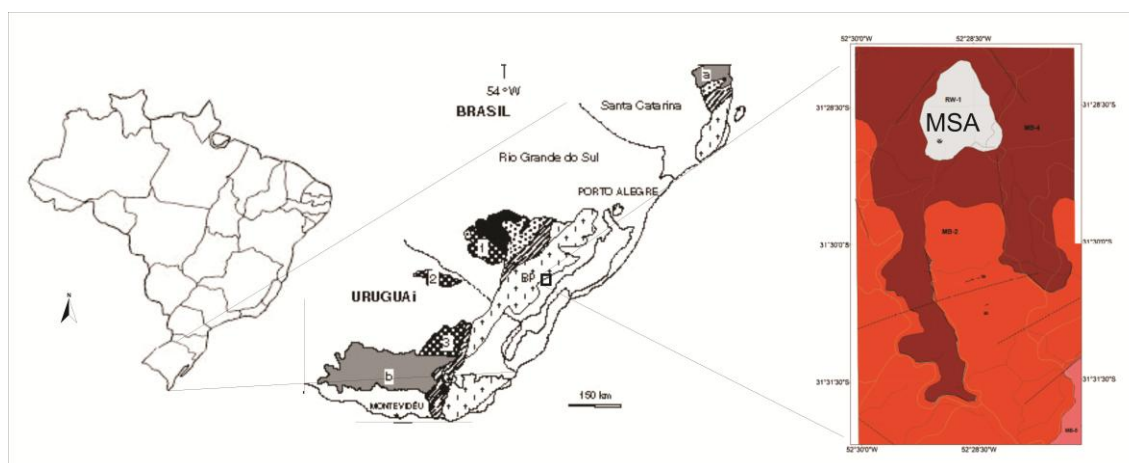 54 °W
BRASIL
a
Santa Catarina
Rio Grande do Sul
PORTO ALEGRE
1
BP
2
URUGUAi
3
b
MONTEVIDÉU
150 km
N
52°30'0"W
52°28'30"W
31°28'30"S
31°28'30"S
RW-1
MSA
MB-2
31°30'0"S
31°30'0"S
31°31'30"S
31°31'30"S
52°30'0"W
52°28'30"W